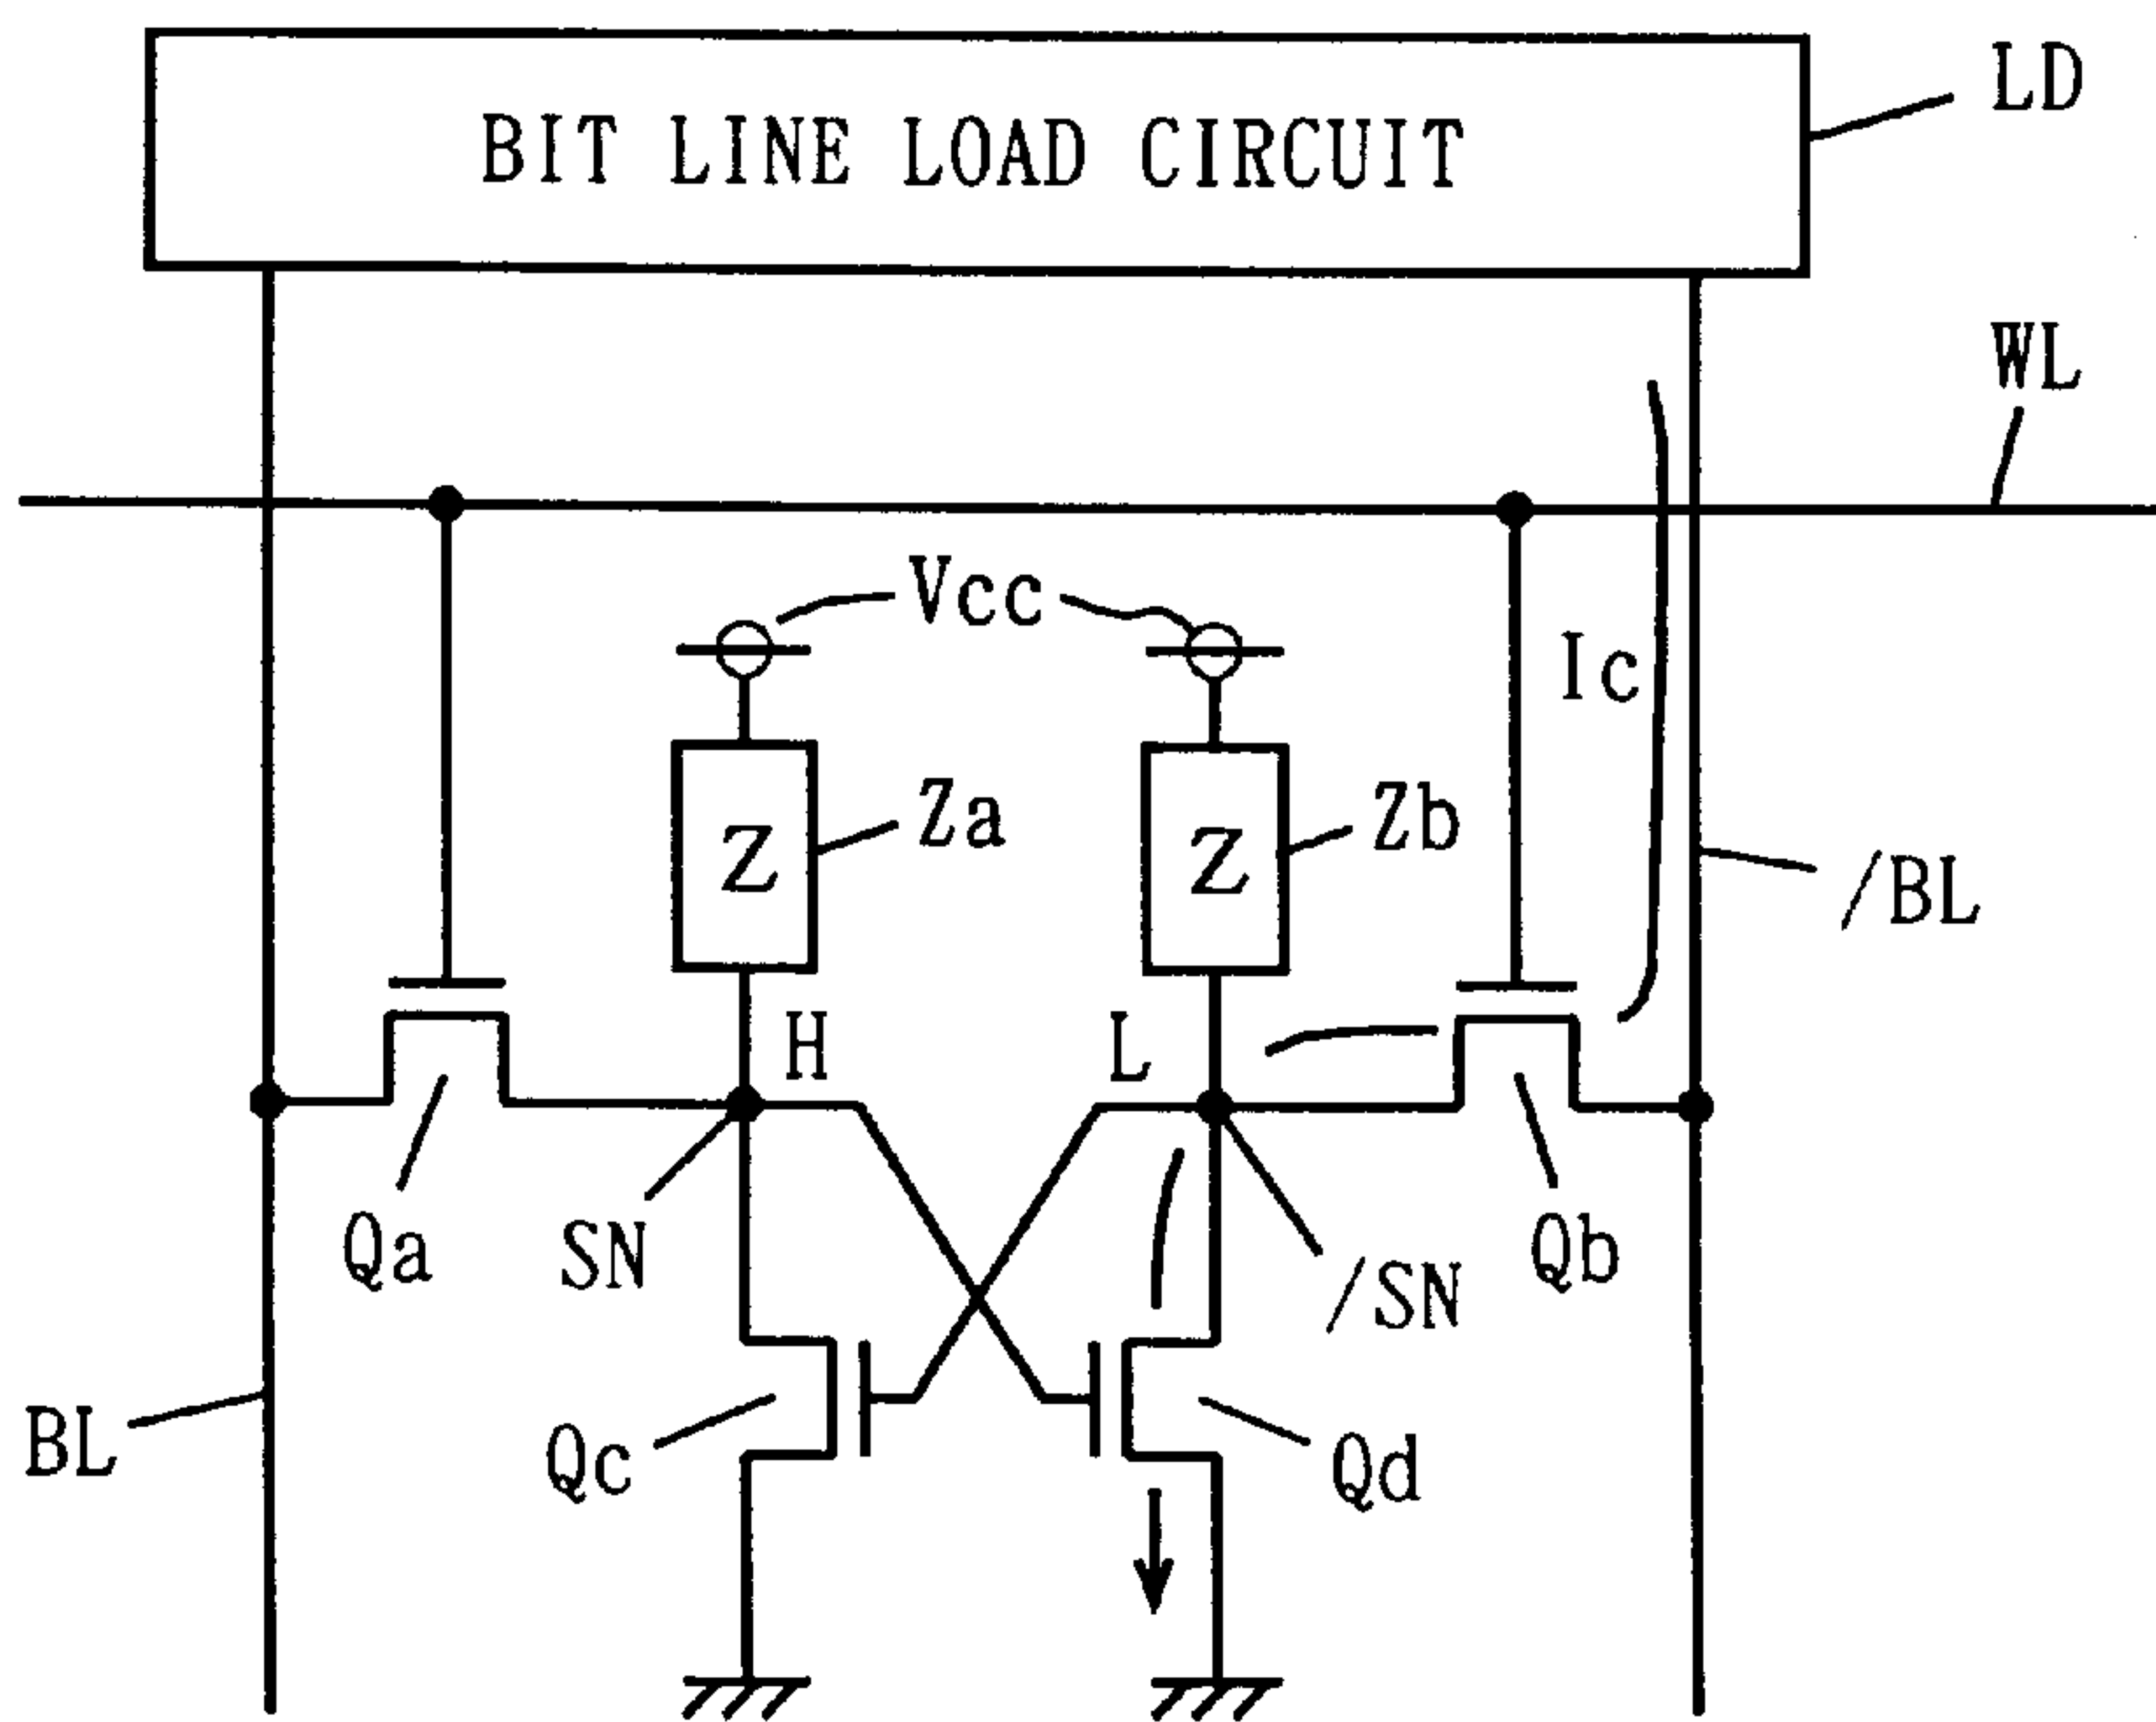 BIT LINE LOAD CIRCUIT
LD
WL
Vcc
Ic
Za
Zb
Z
Z
/BL
H
L
Qa
SN
/SN
Qb
BL
Qc
Qd